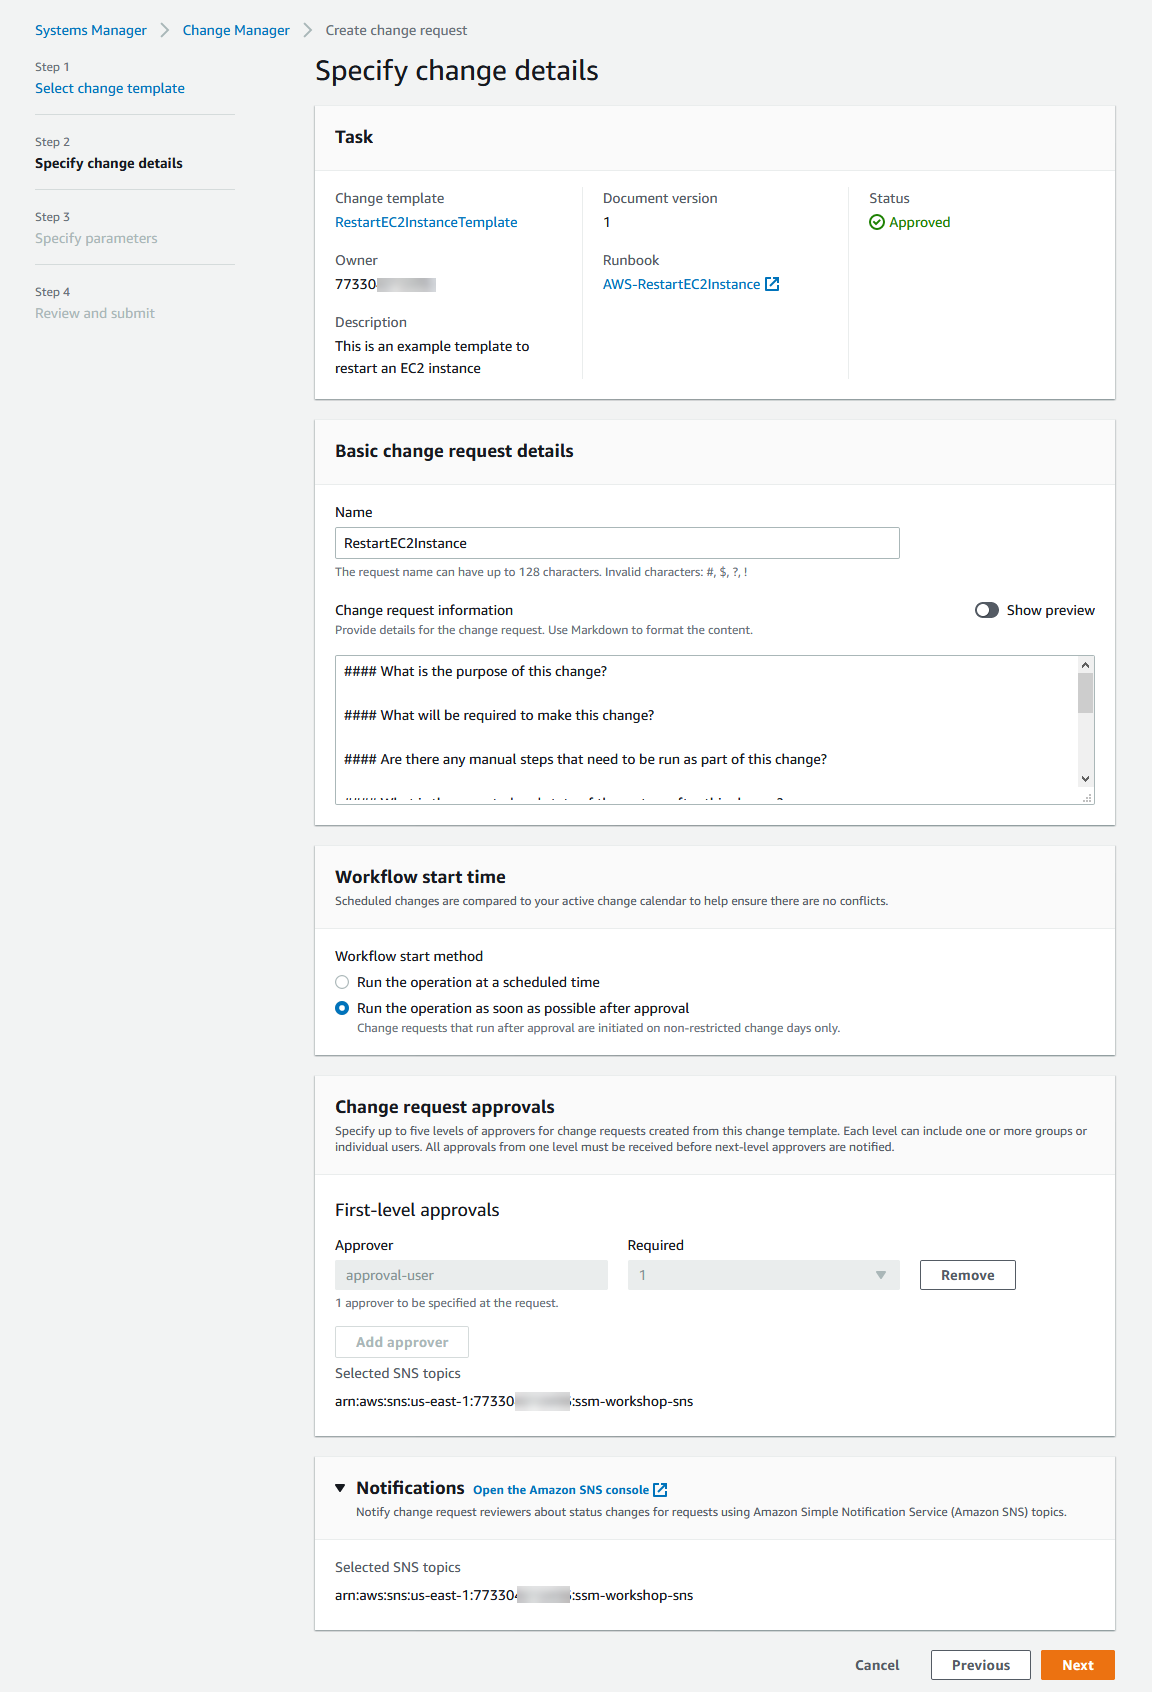 Systems Manager > Change Manager > Create change request
Step 1
Select change template
Step 2
Specify change details
Step 3
Specify parameters
Step 4
Review and submit
Specify change details
Task
Change template
RestartEC2InstanceTemplate
Owner
77330
Description
This is an example template to
restart an EC2 instance
Document version
1
Runbook
AWS-RestartEC2Instance
Status
Approved
Basic change request details
Name
RestartEC2Instance
The request name can have up to 128 characters. Invalid characters: #, $, ?, !
Change request information
Show preview
Provide details for the change request. Use Markdown to format the content.
#### What is the purpose of this change?
#### What will be required to make this change?
#### Are there any manual steps that need to be run as part of this change?
Workflow start time
Scheduled changes are compared to your active change calendar to help ensure there are no conflicts.
Workflow start method
Run the operation at a scheduled time
Run the operation as soon as possible after approval
Change requests that run after approval are initiated on non-restricted change days only.
Change request approvals
Specify up to five levels of approvers for change requests created from this change template. Each level can include one or more groups or
individual users. All approvals from one level must be received before next-level approvers are notified.
First-level approvals
Approver
Required
approval-user
1
Remove
1 approver to be specified at the request.
Add approver
Selected SNS topics
arn:aws:sns:us-east-1:77330 :ssm-workshop-sns
Notifications Open the Amazon SNS console
Notify change request reviewers about status changes for requests using Amazon Simple Notification Service (Amazon SNS) topics.
Selected SNS topics
arn:aws:sns:us-east-1:77330 :ssm-workshop-sns
Cancel
Previous
Next